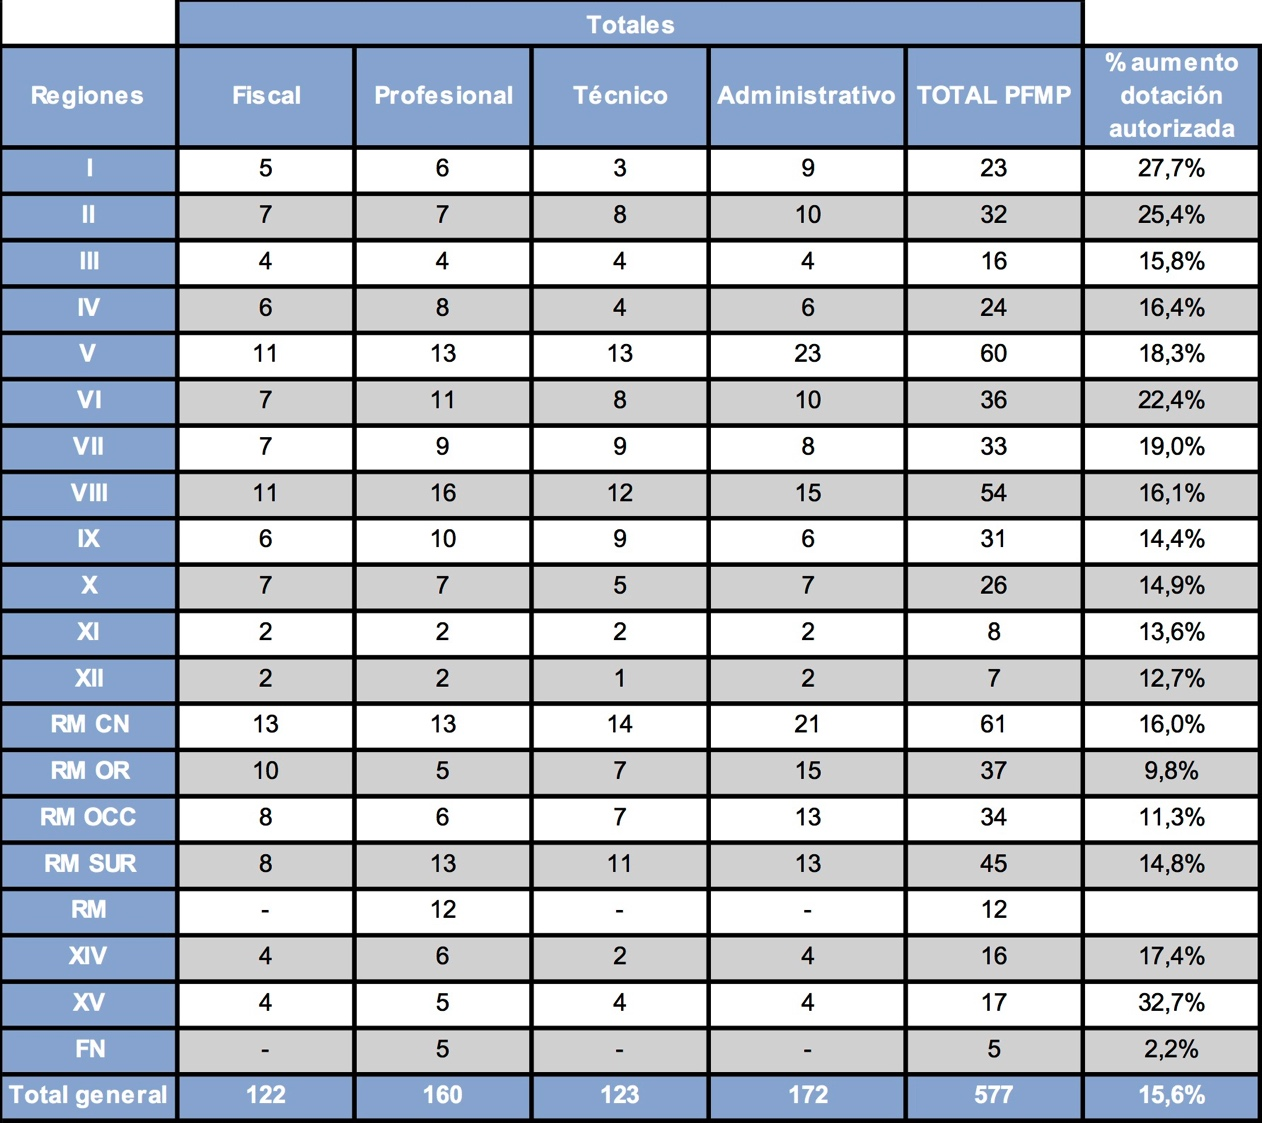 Totales
Regiones Fiscal Profesional Técnico Administrativo TOTAL PFMP % aumento dotación autorizada
I 5 6 3 9 23 27,7%
II 7 7 8 10 32 25,4%
III 4 4 4 4 16 15,8%
IV 6 8 4 6 24 16,4%
V 11 13 13 23 60 18,3%
VI 7 11 8 10 36 22,4%
VII 7 9 9 8 33 19,0%
VIII 11 16 12 15 54 16,1%
IX 6 10 9 6 31 14,4%
X 7 7 5 7 26 14,9%
XI 2 2 2 2 8 13,6%
XII 2 2 1 2 7 12,7%
RM CN 13 13 14 21 61 16,0%
RM OR 10 5 7 15 37 9,8%
RM OCC 8 6 7 13 34 11,3%
RM SUR 8 13 11 13 45 14,8%
RM - 12 - - 12
XIV 4 6 2 4 16 17,4%
XV 4 5 4 4 17 32,7%
FN - 5 - - 5 2,2%
Total general 122 160 123 172 577 15,6%